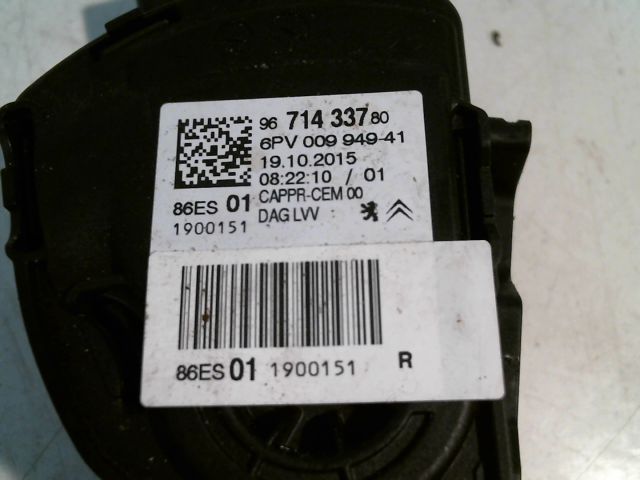 96 714 337 80
6PV 009 949-41
19.10.2015
08:22:10 / 01
CAPPR-CEM 00
DAG LVV
86ES 01
1900151
86ES 01 1900151 R